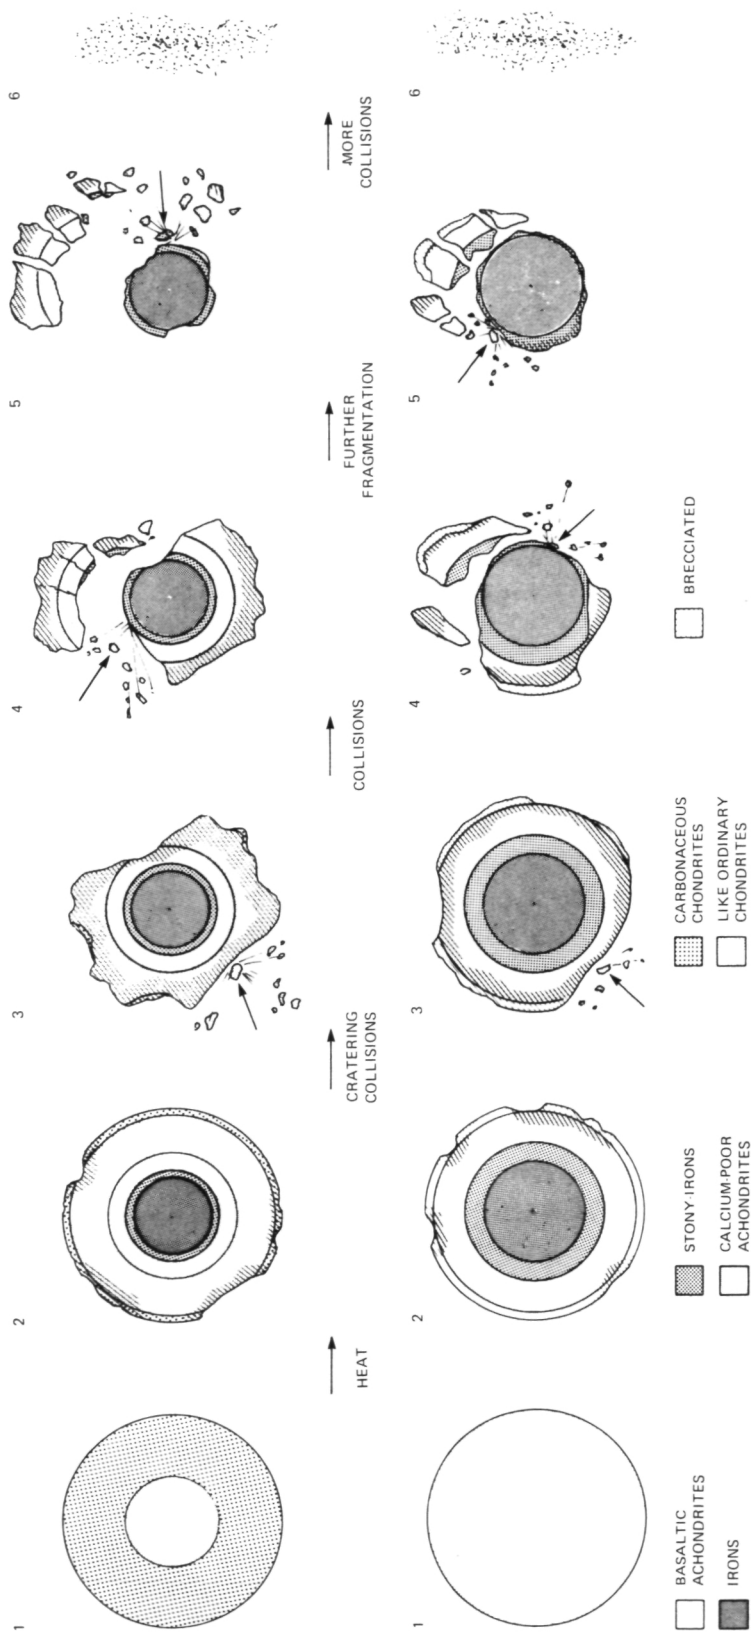 1
2
3
4
5
6
HEAT
CRATERING
COLLISIONS
COLLISIONS
FURTHER
FRAGMENTATION
MORE
COLLISIONS
1
2
3
4
5
6
BASALTIC
ACHONDRITES
IRONS
STONY-IRONS
CALCIUM-POOR
ACHONDRITES
CARBONACEOUS
CHONDRITES
LIKE ORDINARY
CHONDRITES
BRECCIATED